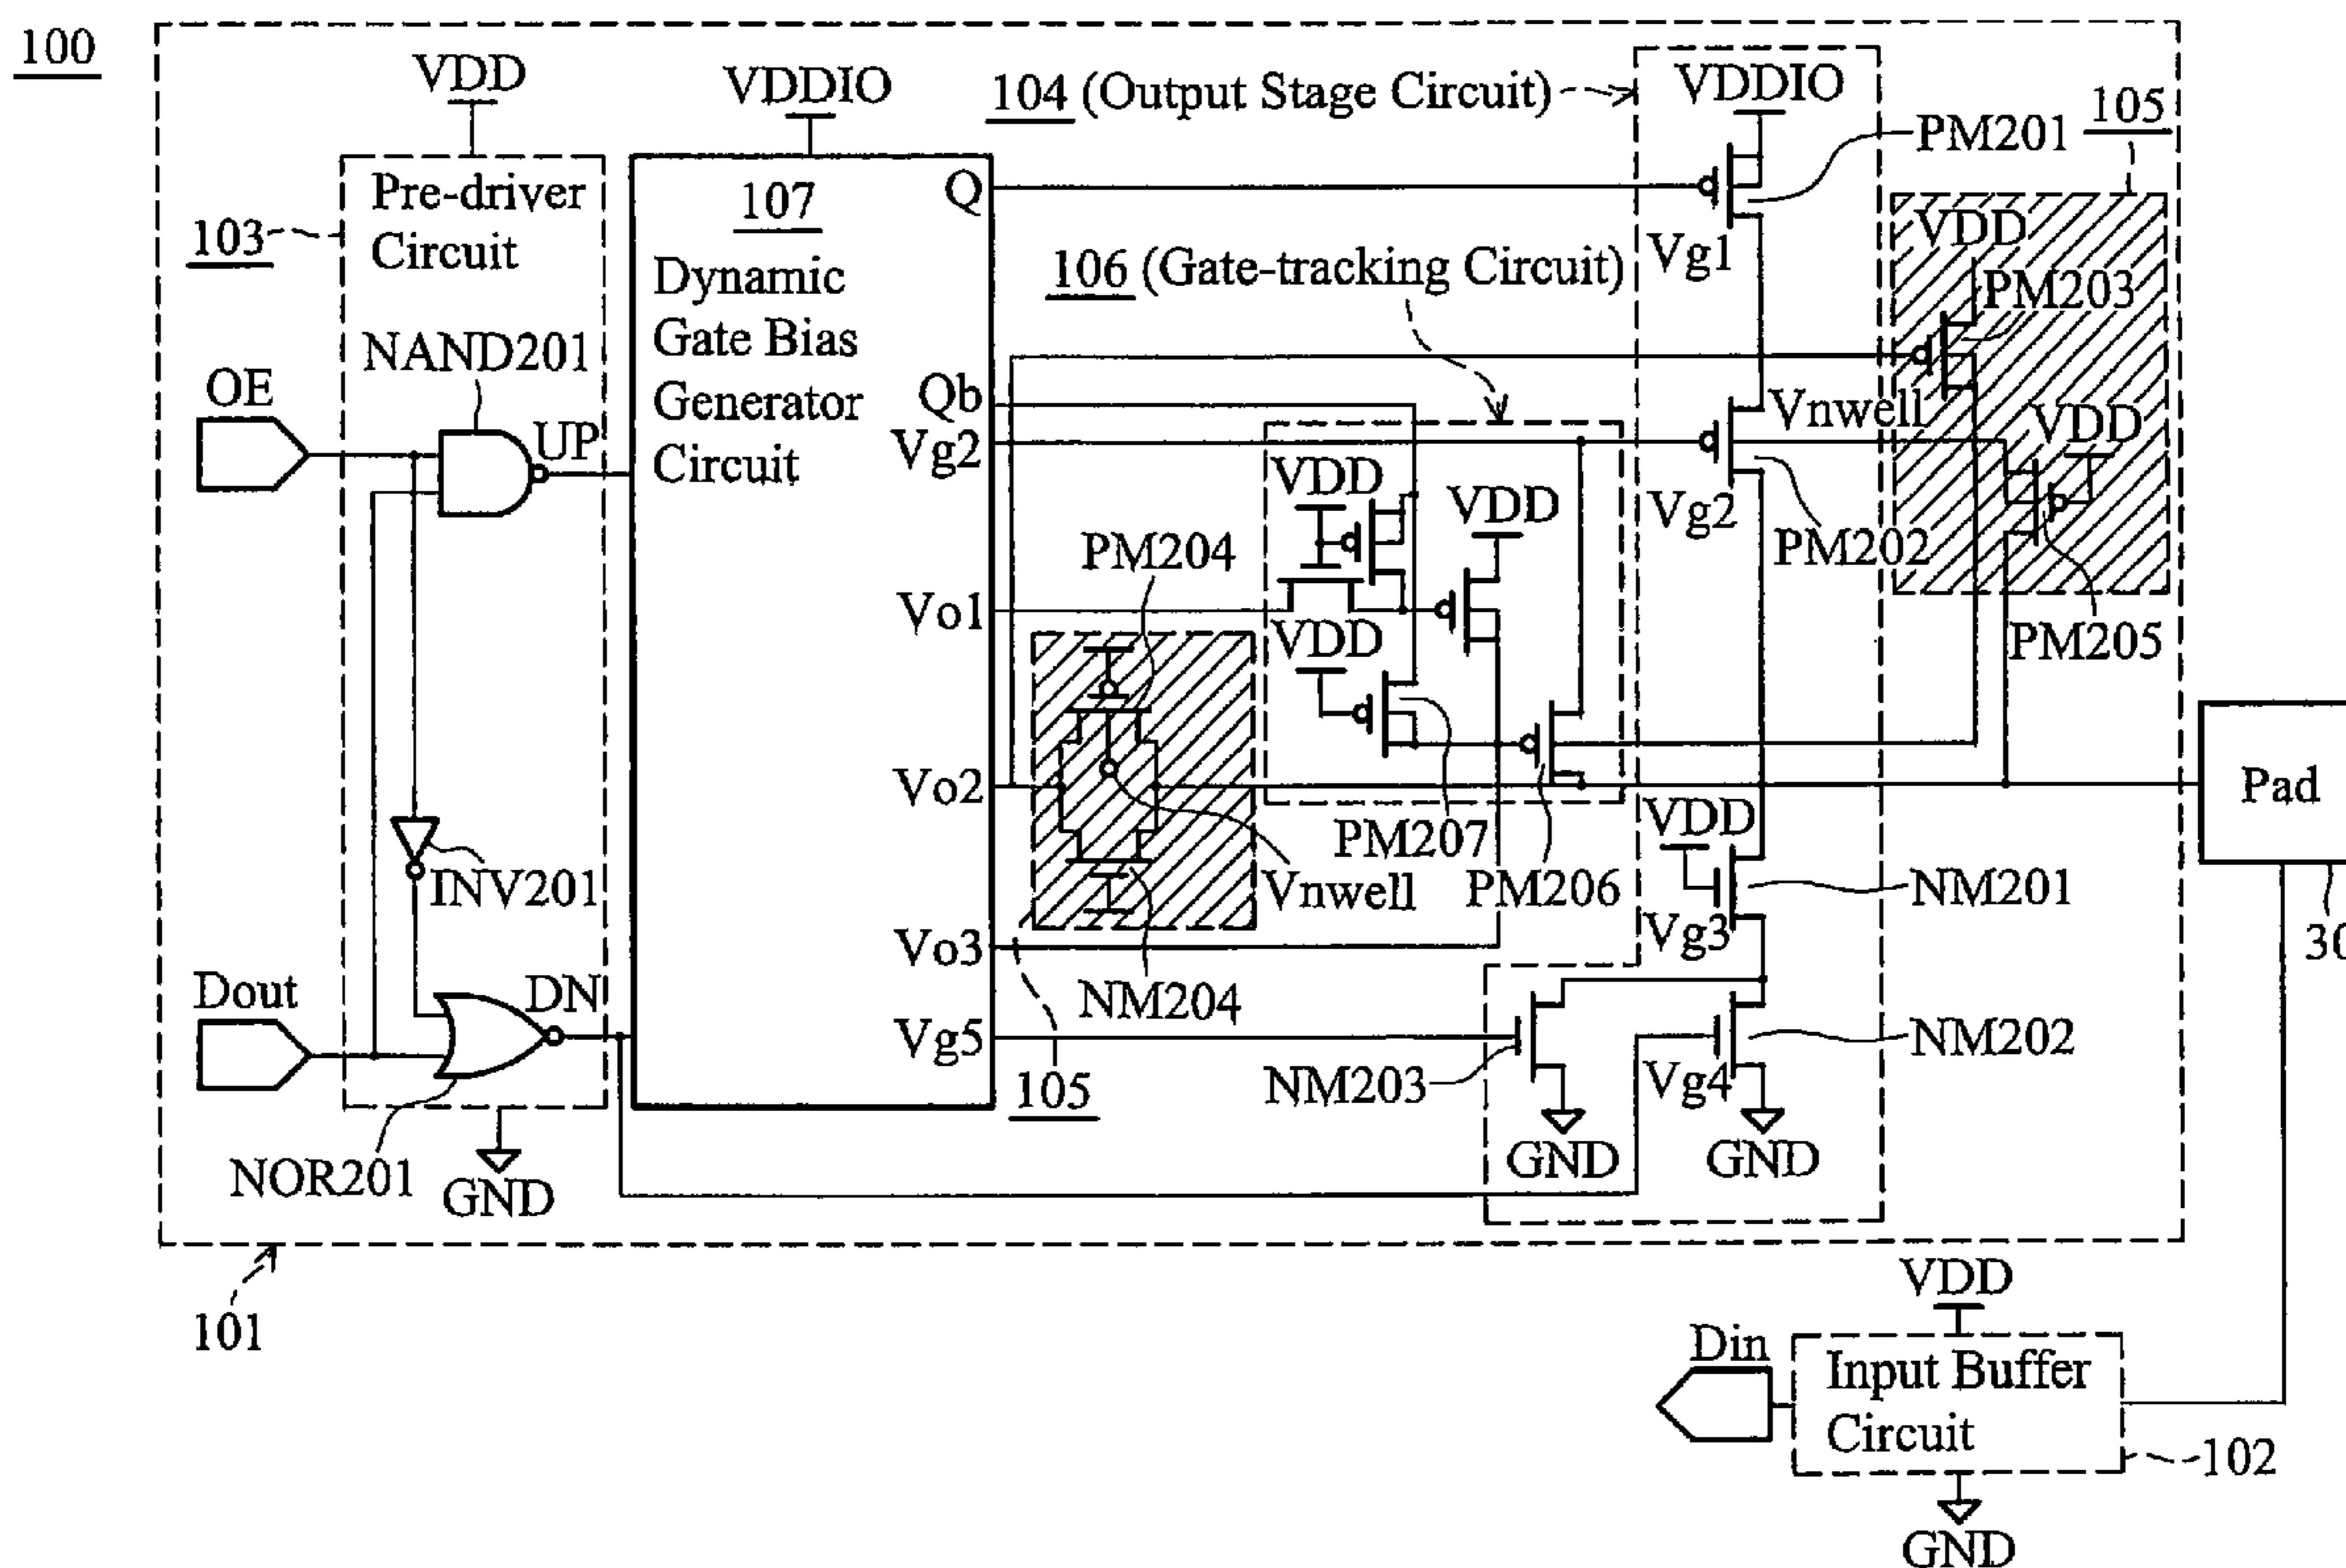 100
VDD
VDDIO
104 (Output Stage Circuit)
VDDIO
PM201
105
Pre-driver
Circuit
103
107
Dynamic
Gate Bias
Generator
Circuit
Q
Vg1
VDD
PM203
106 (Gate-tracking Circuit)
NAND201
OE
UP
Qb
Vg2
Vnwell
VDD
VDD
VDD
Vg2
PM202
PM204
Vo1
VDD
PM205
Vo2
Pad
PM207
VDD
INV201
Vnwell
PM206
NM201
Vg3
30
Vo3
Dout
DN
NM204
Vg5
NM202
NM203
Vg4
105
GND
GND
NOR201
GND
101
VDD
Din
Input Buffer
Circuit
102
GND